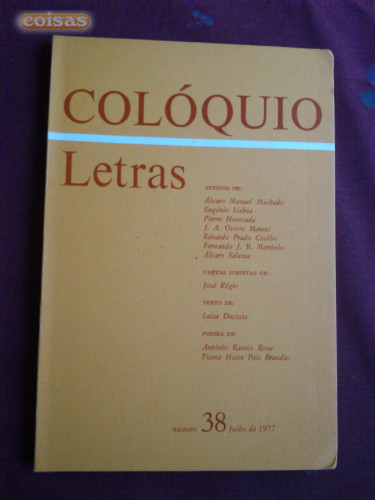 coisas
COLÓQUIO
Letras
ARTIGOS DE:
Álvaro Manuel Machado
Eugénio Lisboa
Pierre Hourcade
J. A. Osório Mateus
Eduardo Prado Coelho
Fernando J. B. Martinho
Álvaro Salema
CARTAS INÉDITAS DE:
José Régio
TEXTO DE:
Luiza
POESIA DE:
António Ramos Rosa
Fiama Hasse Pais Brandão
número 38 Julho de 1977